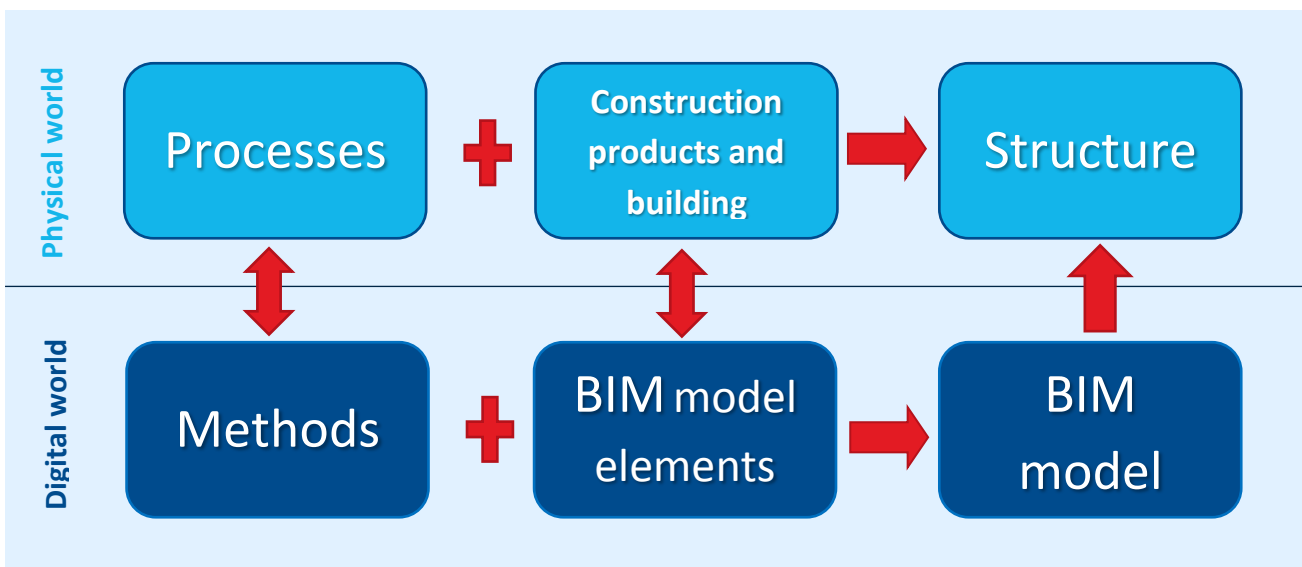 Physical world
Processes
Construction
products and
building
Structure
Digital world
Methods
BIM model
elements
BIM
model